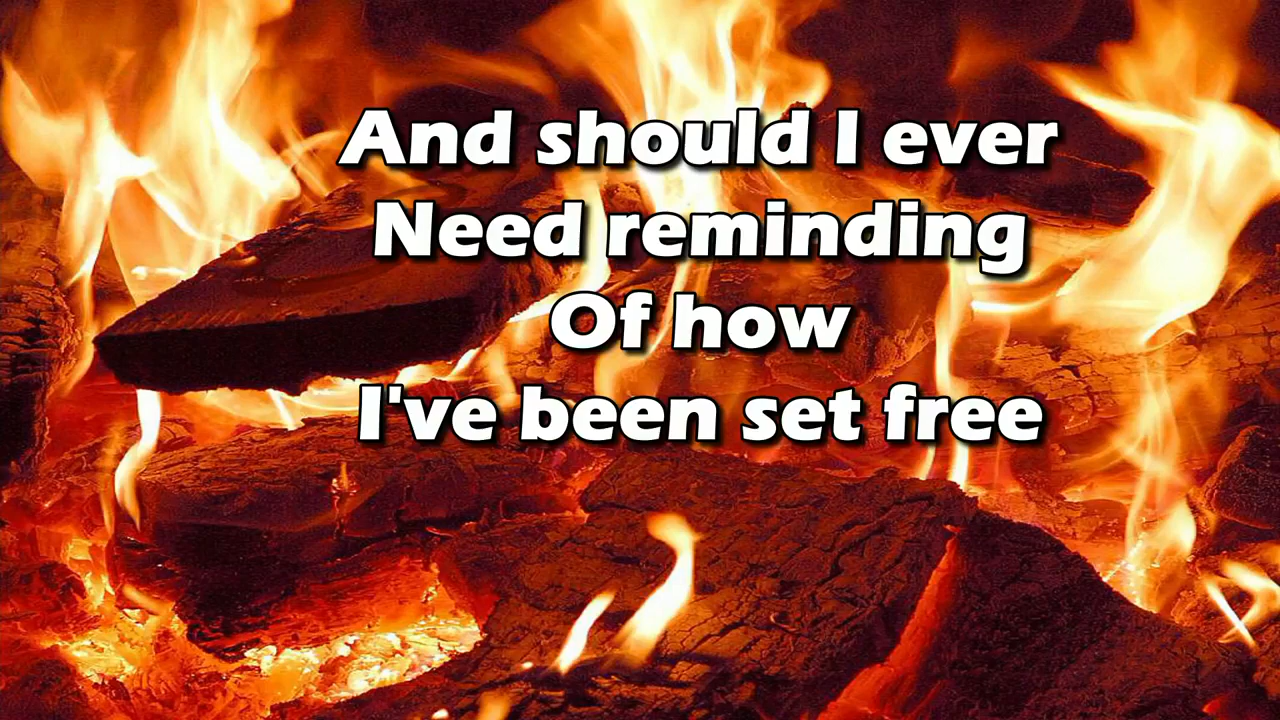 And should I ever
Need reminding
Of how
I've been set free